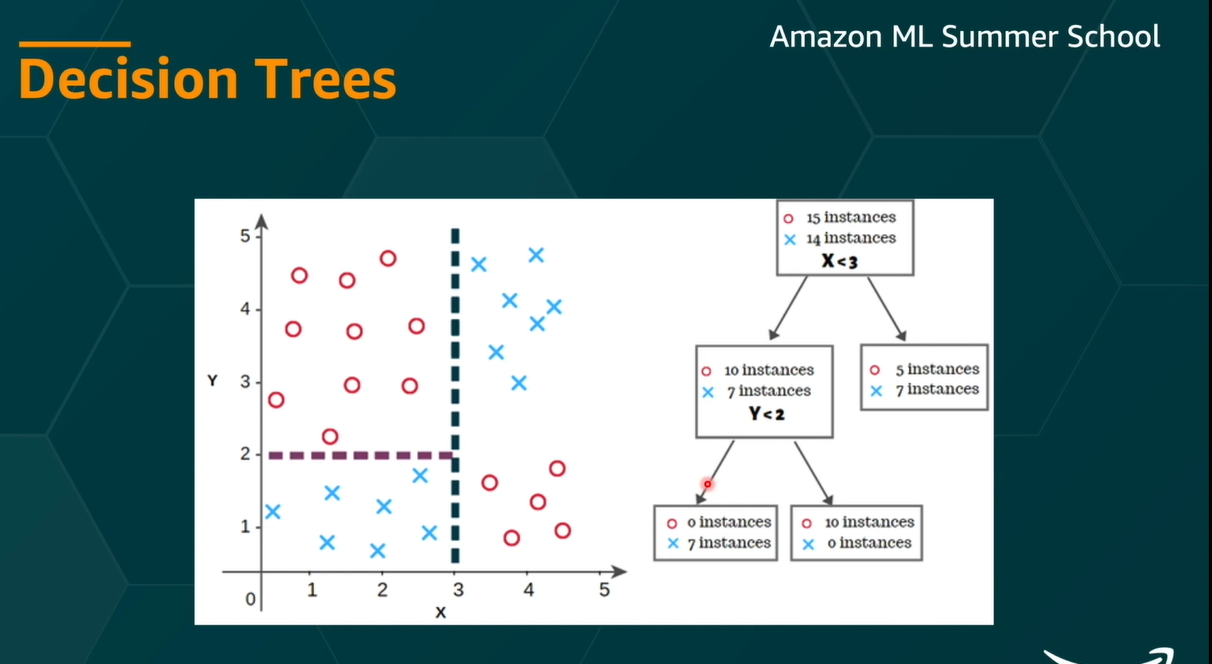 Amazon ML Summer School
Decision Trees
5
4
Y
3
2
1
0
1
2
3
4
5
X
15 instances
14 instances
X<3
10 instances
7 instances
Y<2
5 instances
7 instances
0 instances
7 instances
10 instances
0 instances